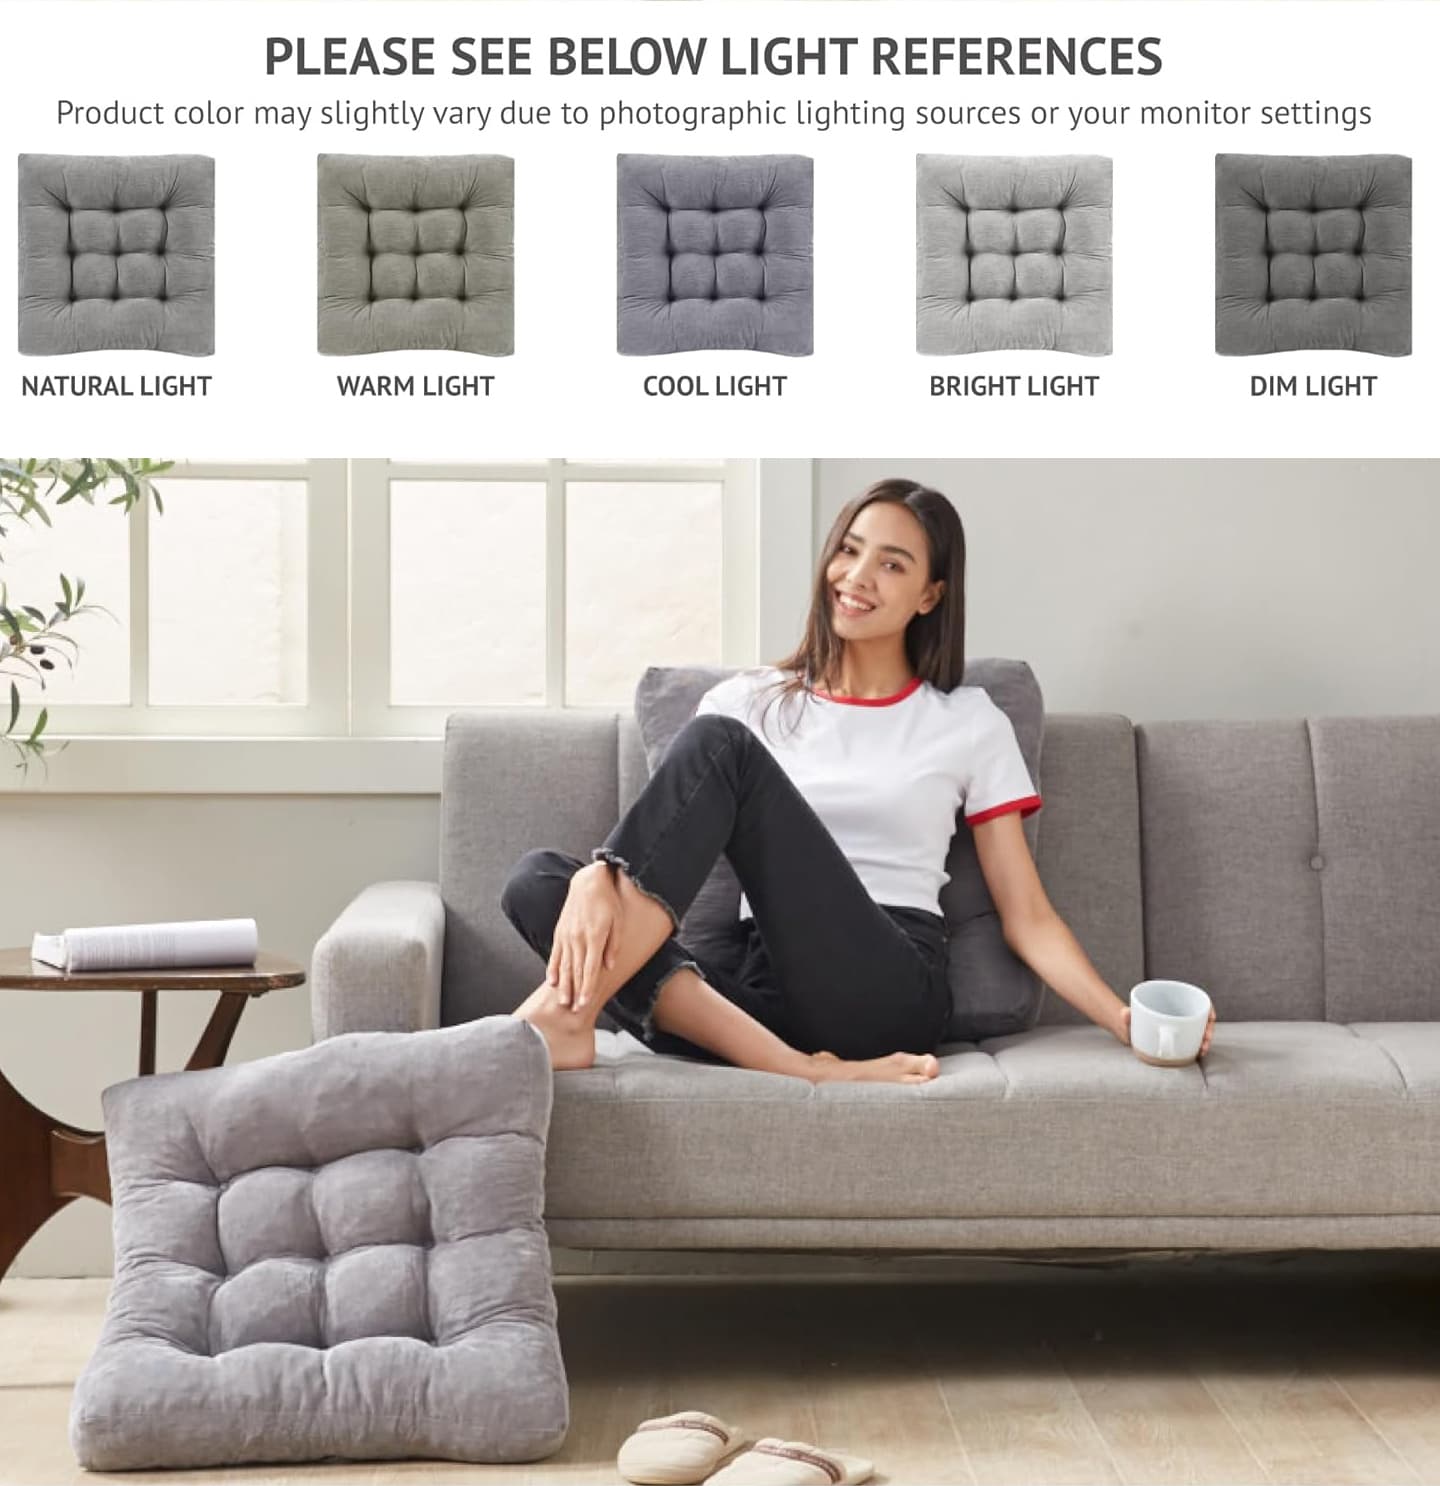 PLEASE SEE BELOW LIGHT REFERENCES
Product color may slightly vary due to photographic lighting sources or your monitor settings
NATURAL LIGHT
WARM LIGHT
COOL LIGHT
BRIGHT LIGHT
DIM LIGHT